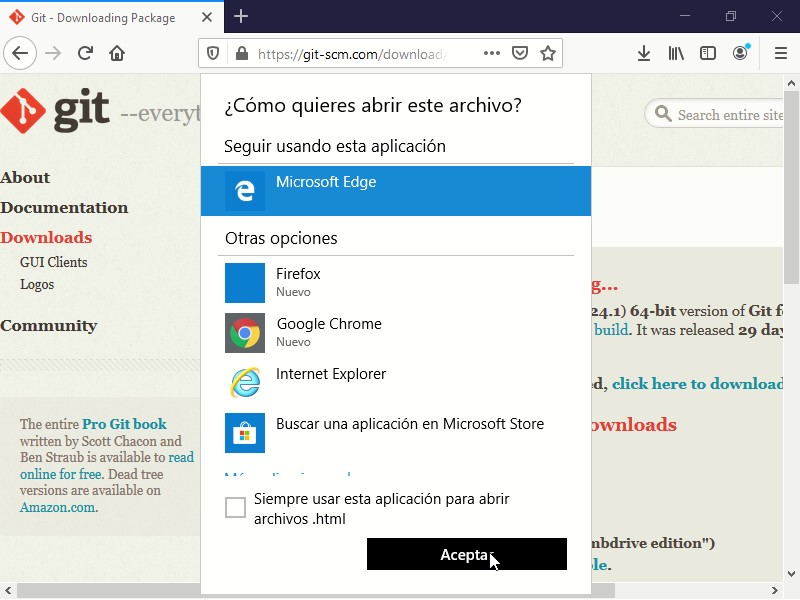 Git - Downloading Package
https://git-scm.com/download/
git --everyt
Search entire site
About
Documentation
Downloads
GUI Clients
Logos
Community
The entire Pro Git book
written by Scott Chacon and
Ben Straub is available to read
online for free. Dead tree
versions are available on
Amazon.com.
¿Cómo quieres abrir este archivo?
Seguir usando esta aplicación
Microsoft Edge
Otras opciones
Firefox
Nuevo
Google Chrome
Nuevo
Internet Explorer
Buscar una aplicación en Microsoft Store
Siempre usar esta aplicación para abrir
archivos .html
Aceptar
g...
24.1) 64-bit version of Git f
build. It was released 29 day
ed, click here to download
ownloads
mbdrive edition")
ble.